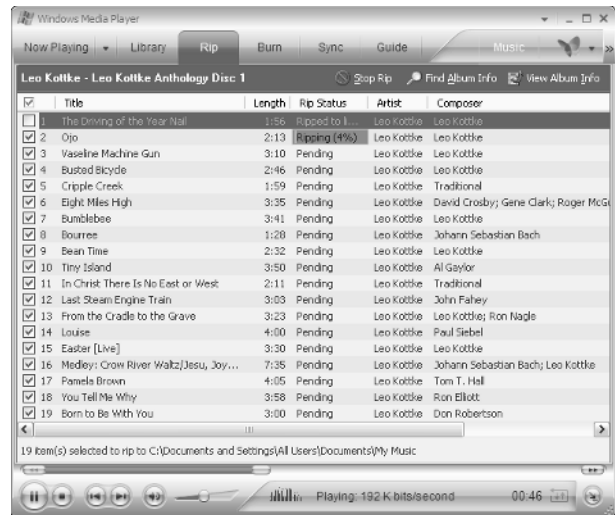 Windows Media Player
Now Playing Library Rip Burn Sync Guide Music
Leo Kottke - Leo Kottke Anthology Disc 1 Stop Rip Find Album Info View Album Info
Title Length Rip Status Artist Composer
1 The Driving of the Year Nail 1:56 Ripped to li... Leo Kottke Leo Kottke
2 Ojo 2:13 Ripping (4%) Leo Kottke Leo Kottke
3 Vaseline Machine Gun 3:10 Pending Leo Kottke Leo Kottke
4 Busted Bicycle 2:46 Pending Leo Kottke Leo Kottke
5 Cripple Creek 1:59 Pending Leo Kottke Traditional
6 Eight Miles High 3:35 Pending Leo Kottke David Crosby; Gene Clark; Roger McGu
7 Bumblebee 3:41 Pending Leo Kottke Leo Kottke
8 Bourree 1:28 Pending Leo Kottke Johann Sebastian Bach
9 Bean Time 2:32 Pending Leo Kottke Leo Kottke
10 Tiny Island 3:50 Pending Leo Kottke Al Gaylor
11 In Christ There Is No East or West 2:11 Pending Leo Kottke Traditional
12 Last Steam Engine Train 3:03 Pending Leo Kottke John Fahey
13 From the Cradle to the Grave 3:23 Pending Leo Kottke Leo Kottke; Ron Nagle
14 Louise 4:00 Pending Leo Kottke Paul Siebel
15 Easter [Live] 3:30 Pending Leo Kottke Leo Kottke
16 Medley: Crow River Waltz/Jesu, Joy... 7:35 Pending Leo Kottke Johann Sebastian Bach; Leo Kottke
17 Pamela Brown 4:05 Pending Leo Kottke Tom T. Hall
18 You Tell Me Why 3:58 Pending Leo Kottke Ron Elliott
19 Born to Be With You 3:00 Pending Leo Kottke Don Robertson
19 item(s) selected to rip to C:\Documents and Settings\All Users\Documents\My Music
Playing: 192 K bits/second 00:46